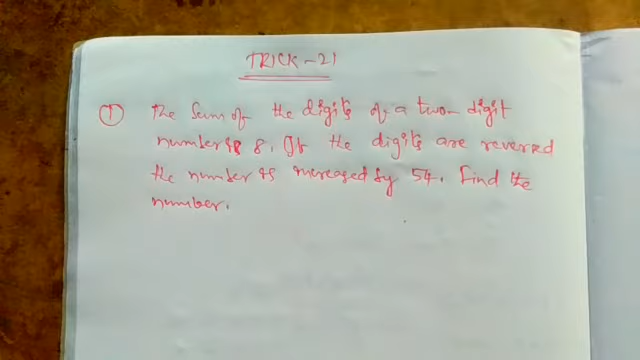 TRICK-21
① The Sum of the digits of a two-digit
number is 8. If the digits are reversed
the number is increased by 54. Find the
number.